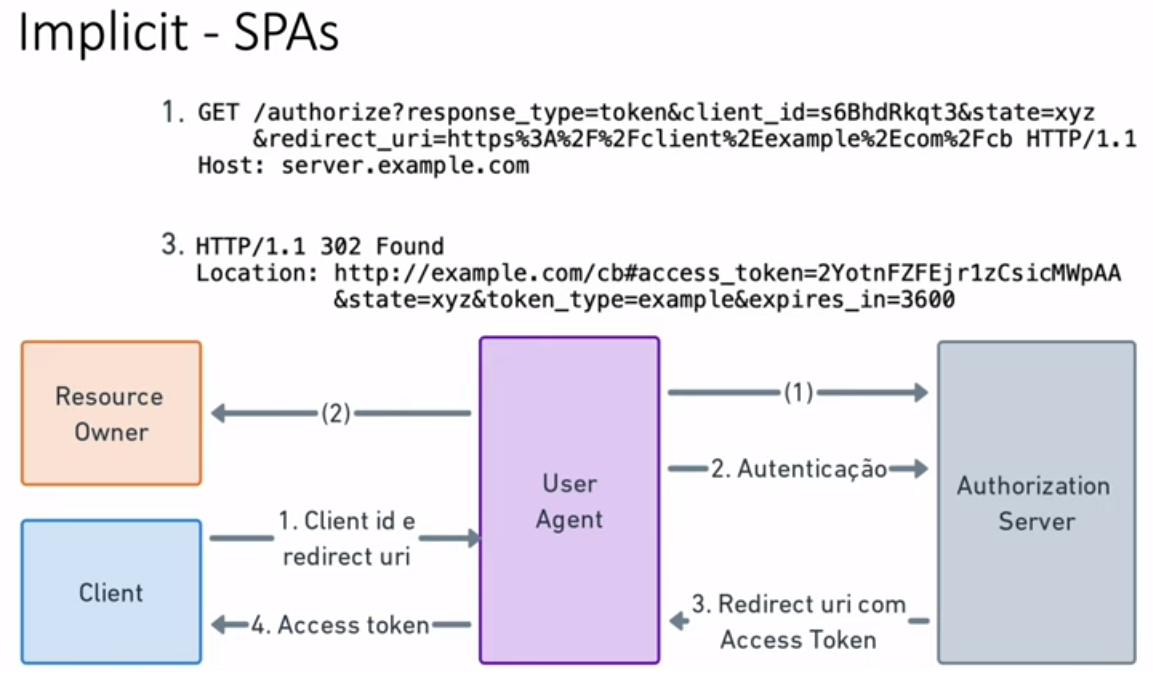 Implicit - SPAs
1. GET /authorize?response_type=token&client_id=s6BhdRkqt3&state=xyz
&redirect_uri=https%3A%2F%2Fclient%2Eexample%2Ecom%2Fcb HTTP/1.1
Host: server.example.com
3. HTTP/1.1 302 Found
Location: http://example.com/cb#access_token=2YotnFZFEjr1zCsicMWpAA
&state=xyz&token_type=example&expires_in=3600
Resource
Owner
(2)
(1)
2. Autenticação
User
Agent
Authorization
Server
1. Client id e
redirect uri
Client
4. Access token
3. Redirect uri com
Access Token